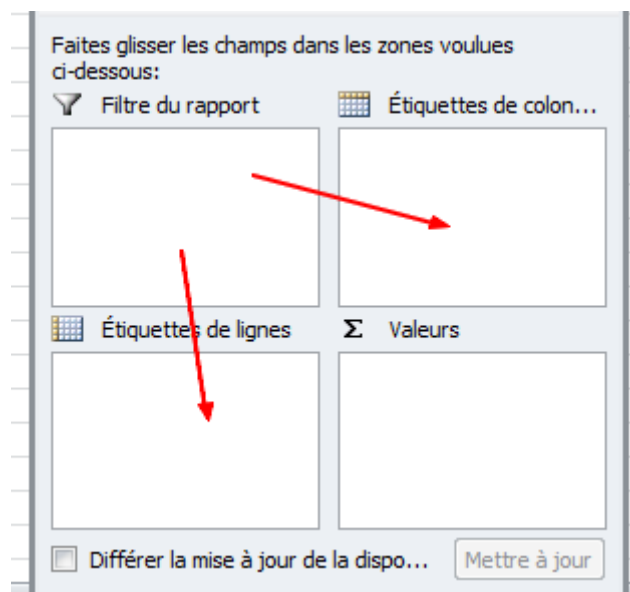 Faites glisser les champs dans les zones voulues
ci-dessous:
Filtre du rapport
Étiquettes de colon...
Étiquettes de lignes
Σ Valeurs
Différer la mise à jour de la dispo...
Mettre à jour